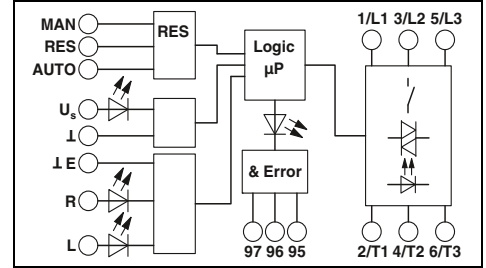 MAN
RES
AUTO
RES
Logic
µP
1/L1 3/L2 5/L3
Us
⊥
⊥ E
R
L
& Error
97 96 95
2/T1 4/T2 6/T3